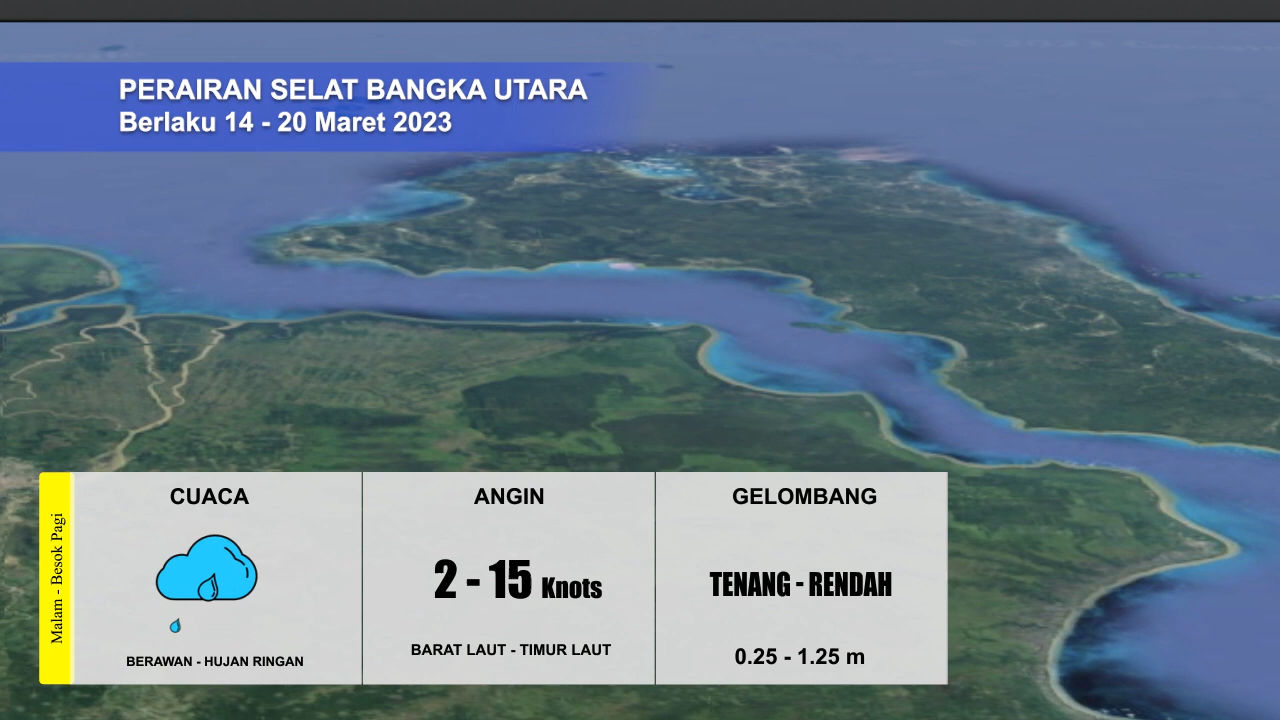 PERAIRAN SELAT BANGKA UTARA
Berlaku 14 - 20 Maret 2023
Malam - Besok Pagi
CUACA
BERAWAN - HUJAN RINGAN
ANGIN
2 - 15 Knots
BARAT LAUT - TIMUR LAUT
GELOMBANG
TENANG - RENDAH
0.25 - 1.25 m